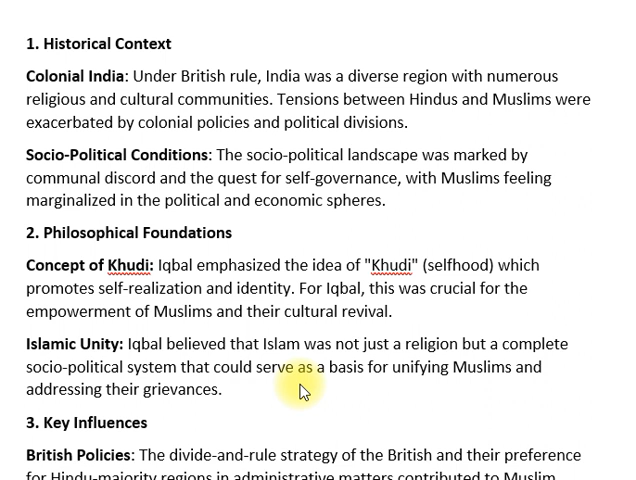 1. Historical Context
Colonial India: Under British rule, India was a diverse region with numerous
religious and cultural communities. Tensions between Hindus and Muslims were
exacerbated by colonial policies and political divisions.
Socio-Political Conditions: The socio-political landscape was marked by
communal discord and the quest for self-governance, with Muslims feeling
marginalized in the political and economic spheres.
2. Philosophical Foundations
Concept of Khudi: Iqbal emphasized the idea of "Khudi" (selfhood) which
promotes self-realization and identity. For Iqbal, this was crucial for the
empowerment of Muslims and their cultural revival.
Islamic Unity: Iqbal believed that Islam was not just a religion but a complete
socio-political system that could serve as a basis for unifying Muslims and
addressing their grievances.
3. Key Influences
British Policies: The divide-and-rule strategy of the British and their preference
for Hindu-majority regions in administrative matters contributed to Muslim